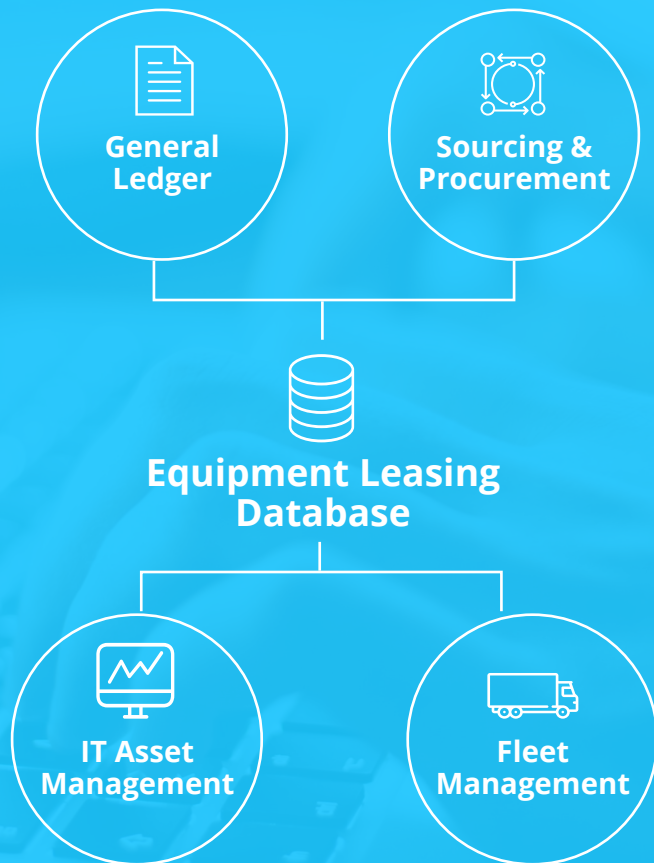 General
Ledger
Sourcing &
Procurement
Equipment Leasing
Database
IT Asset
Management
Fleet
Management